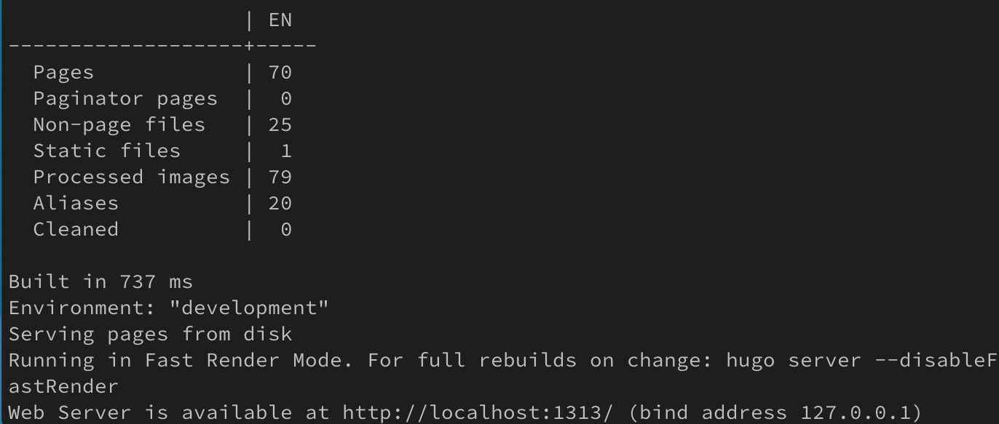 | EN
-------------------+-----
  Pages            | 70
  Paginator pages  |  0
  Non-page files   | 25
  Static files     |  1
  Processed images | 79
  Aliases          | 20
  Cleaned          |  0

Built in 737 ms
Environment: "development"
Serving pages from disk
Running in Fast Render Mode. For full rebuilds on change: hugo server --disableF
astRender
Web Server is available at http://localhost:1313/ (bind address 127.0.0.1)